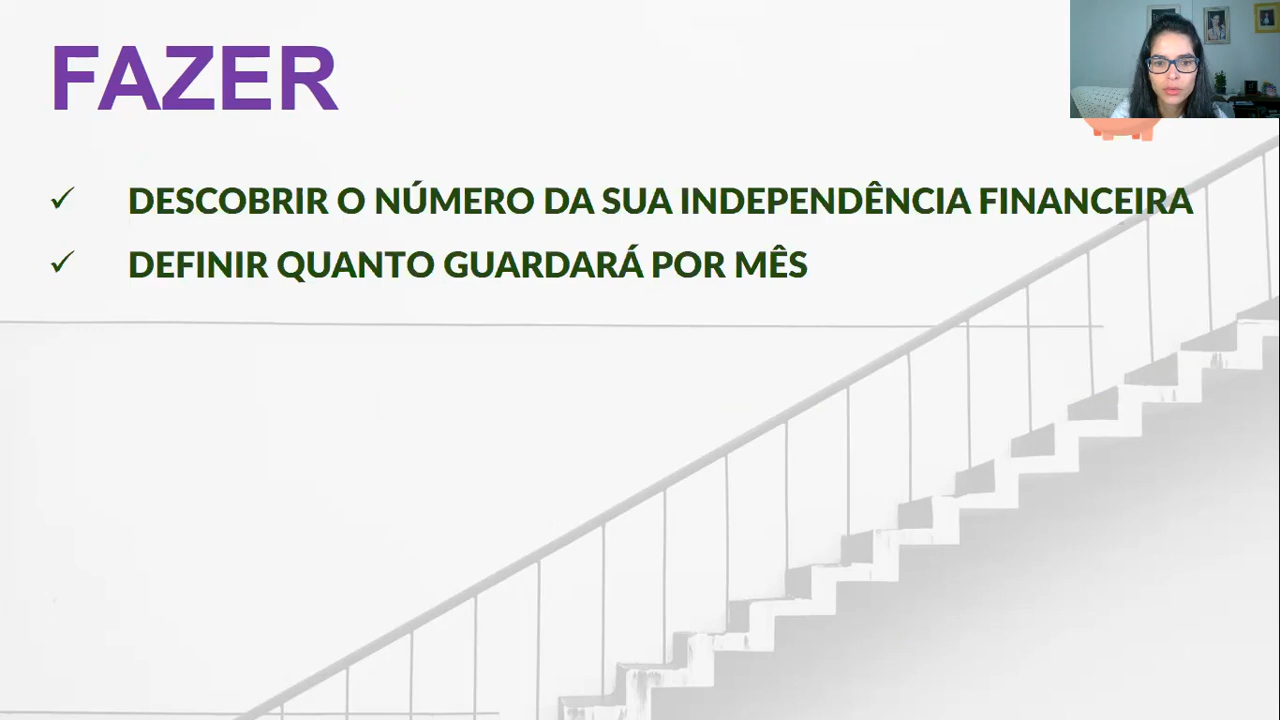 FAZER
✓ DESCOBRIR O NÚMERO DA SUA INDEPENDÊNCIA FINANCEIRA
✓ DEFINIR QUANTO GUARDARÁ POR MÊS